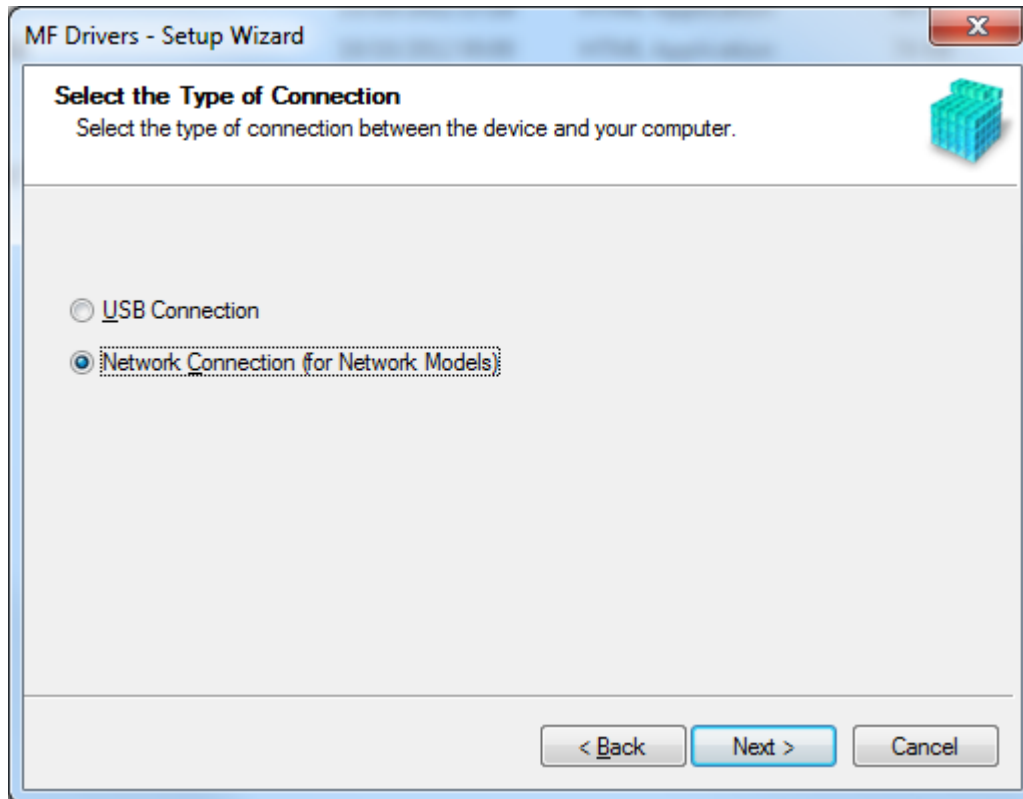 MF Drivers - Setup Wizard
Select the Type of Connection
Select the type of connection between the device and your computer.
USB Connection
Network Connection (for Network Models)
< Back Next > Cancel